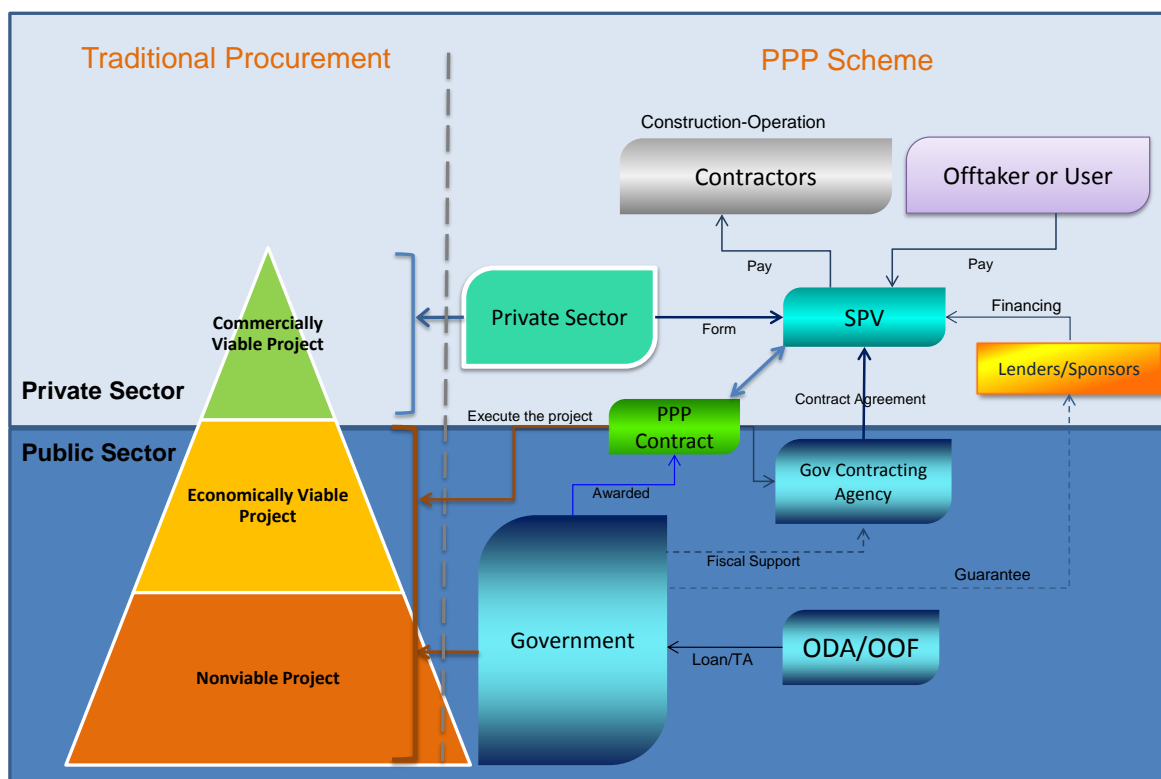 Traditional Procurement
PPP Scheme
Construction-Operation
Contractors
Offtaker or User
Pay
Pay
Commercially
Viable Project
Private Sector
Form
SPV
Financing
Lenders/Sponsors
Private Sector
Execute the project
PPP
Contract
Contract Agreement
Public Sector
Gov Contracting
Agency
Economically Viable
Project
Awarded
Fiscal Support
Guarantee
Government
Loan/TA
ODA/OOF
Nonviable Project